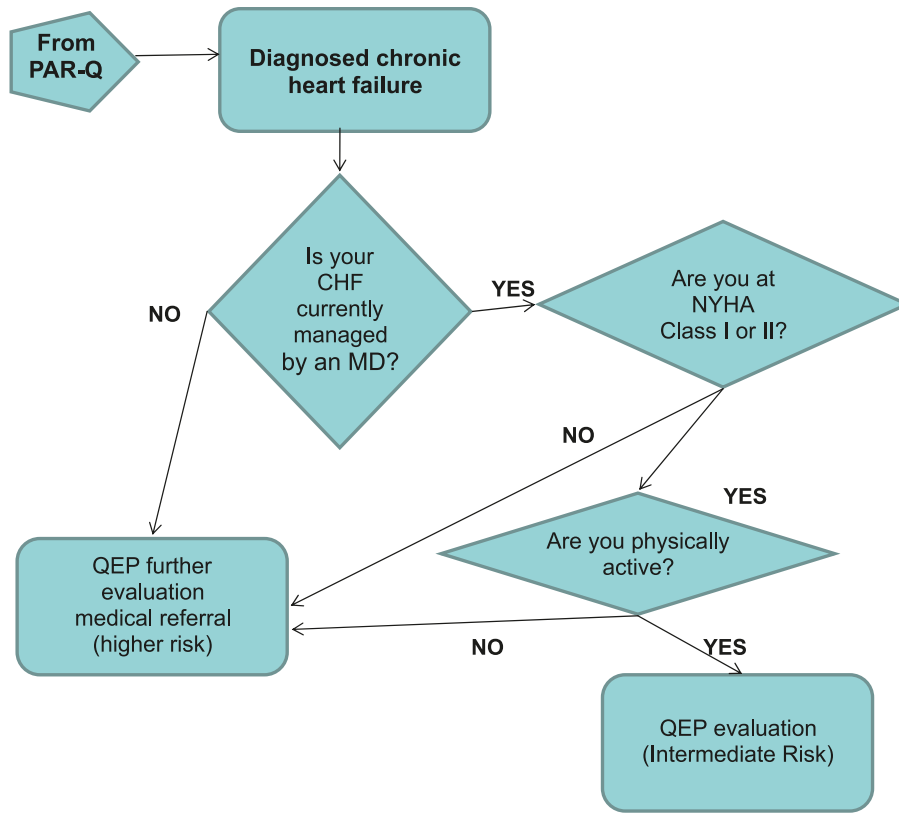 From
PAR-Q
Diagnosed chronic
heart failure
Is your
CHF
currently
managed
by an MD?
NO
YES
Are you at
NYHA
Class I or II?
NO
YES
Are you physically
active?
QEP further
evaluation
medical referral
(higher risk)
NO
YES
QEP evaluation
(Intermediate Risk)